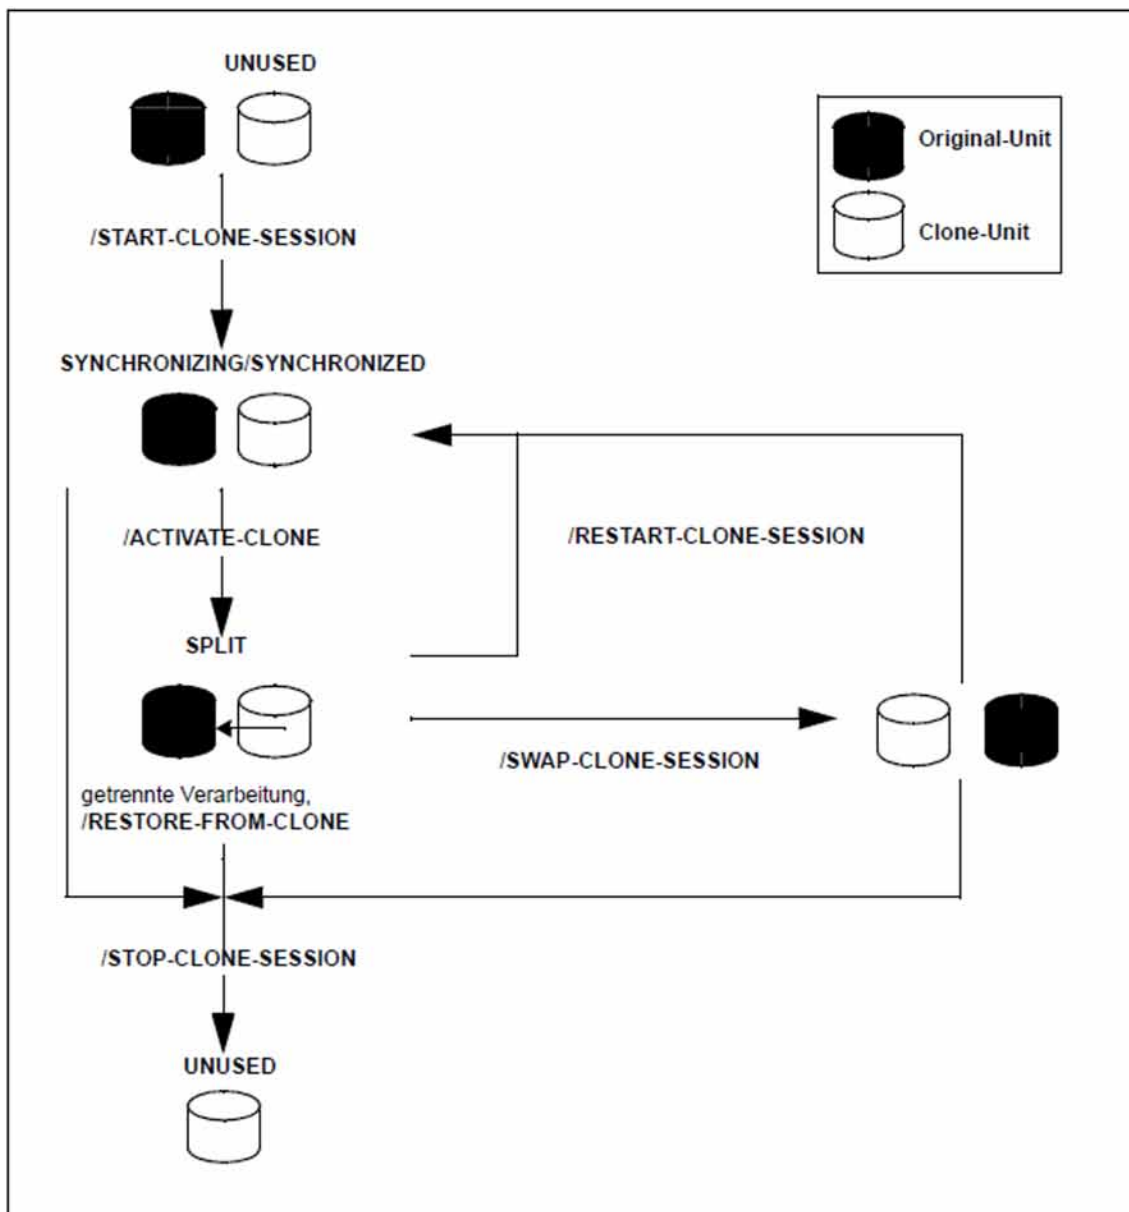 UNUSED
Original-Unit
Clone-Unit
/START-CLONE-SESSION
SYNCHRONIZING/SYNCHRONIZED
/ACTIVATE-CLONE
/RESTART-CLONE-SESSION
SPLIT
/SWAP-CLONE-SESSION
getrennte Verarbeitung,
/RESTORE-FROM-CLONE
/STOP-CLONE-SESSION
UNUSED